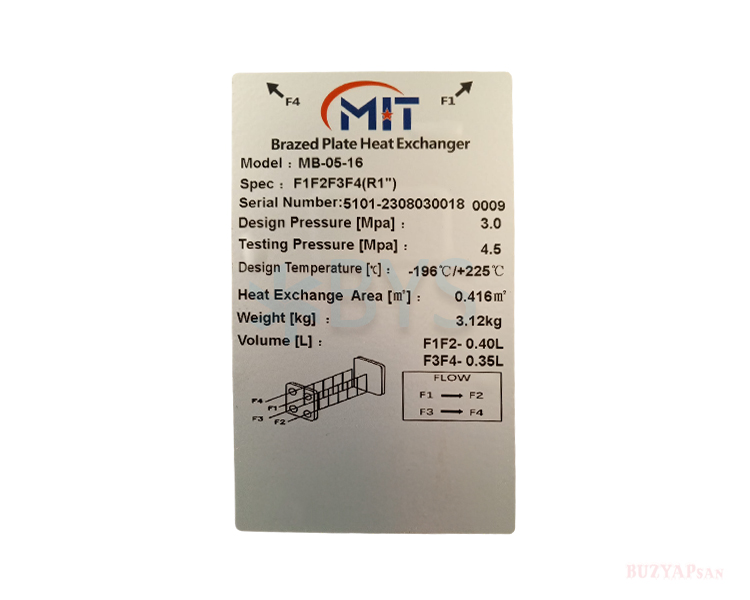 F4
F1
MIT
Brazed Plate Heat Exchanger
Model : MB-05-16
Spec : F1F2F3F4(R1")
Serial Number:5101-2308030018 0009
Design Pressure [Mpa] : 3.0
Testing Pressure [Mpa] : 4.5
Design Temperature [℃] : -196℃/+225℃
Heat Exchange Area [㎡] : 0.416㎡
Weight [kg] : 3.12kg
Volume [L] : F1F2- 0.40L
F3F4- 0.35L
BYS
FLOW
F1 → F2
F3 → F4
F4
F1
F3
F2
BUZYAPSAN